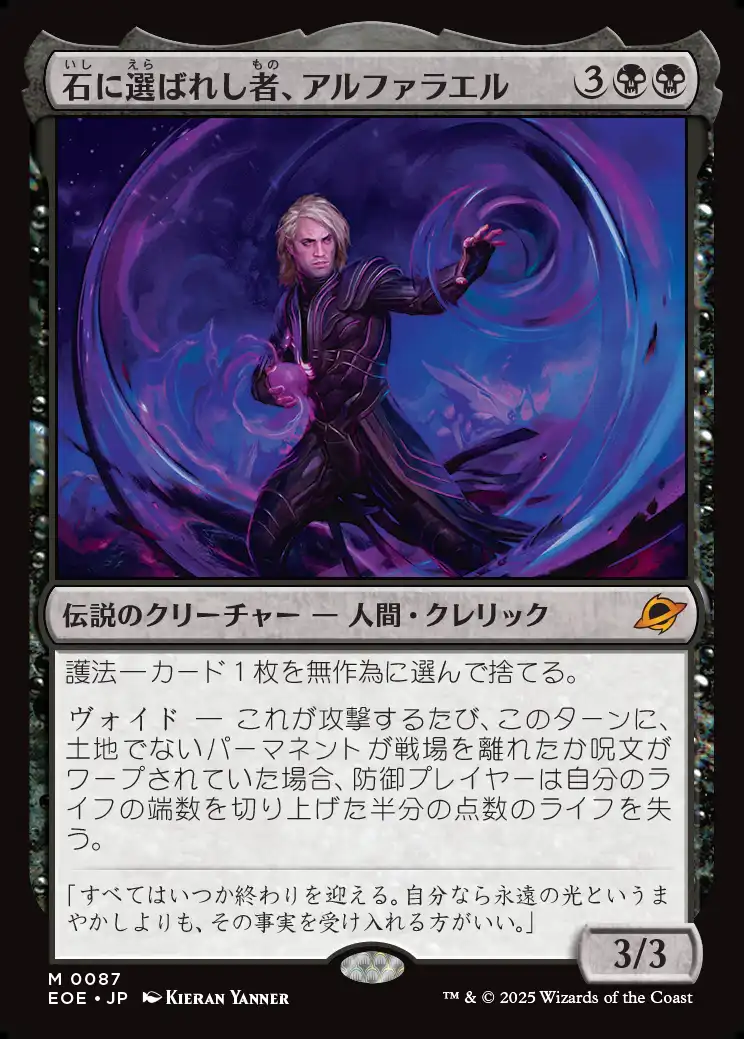 石に選ばれし者、アルファラエル
いし えら もの
3
伝説のクリーチャー ― 人間・クレリック
護法―カード1枚を無作為に選んで捨てる。
ヴォイド ― これが攻撃するたび、このターンに、
土地でないパーマネントが戦場を離れたか呪文が
ワープされていた場合、防御プレイヤーは自分のラ
イフの端数を切り上げた半分の点数のライフを失
う。
「すべてはいつか終わりを迎える。自分なら永遠の光というま
やかしよりも、その事実を受け入れる方がいい。」
3/3
M 0087
EOE • JP KIERAN YANNER
™ & © 2025 Wizards of the Coast